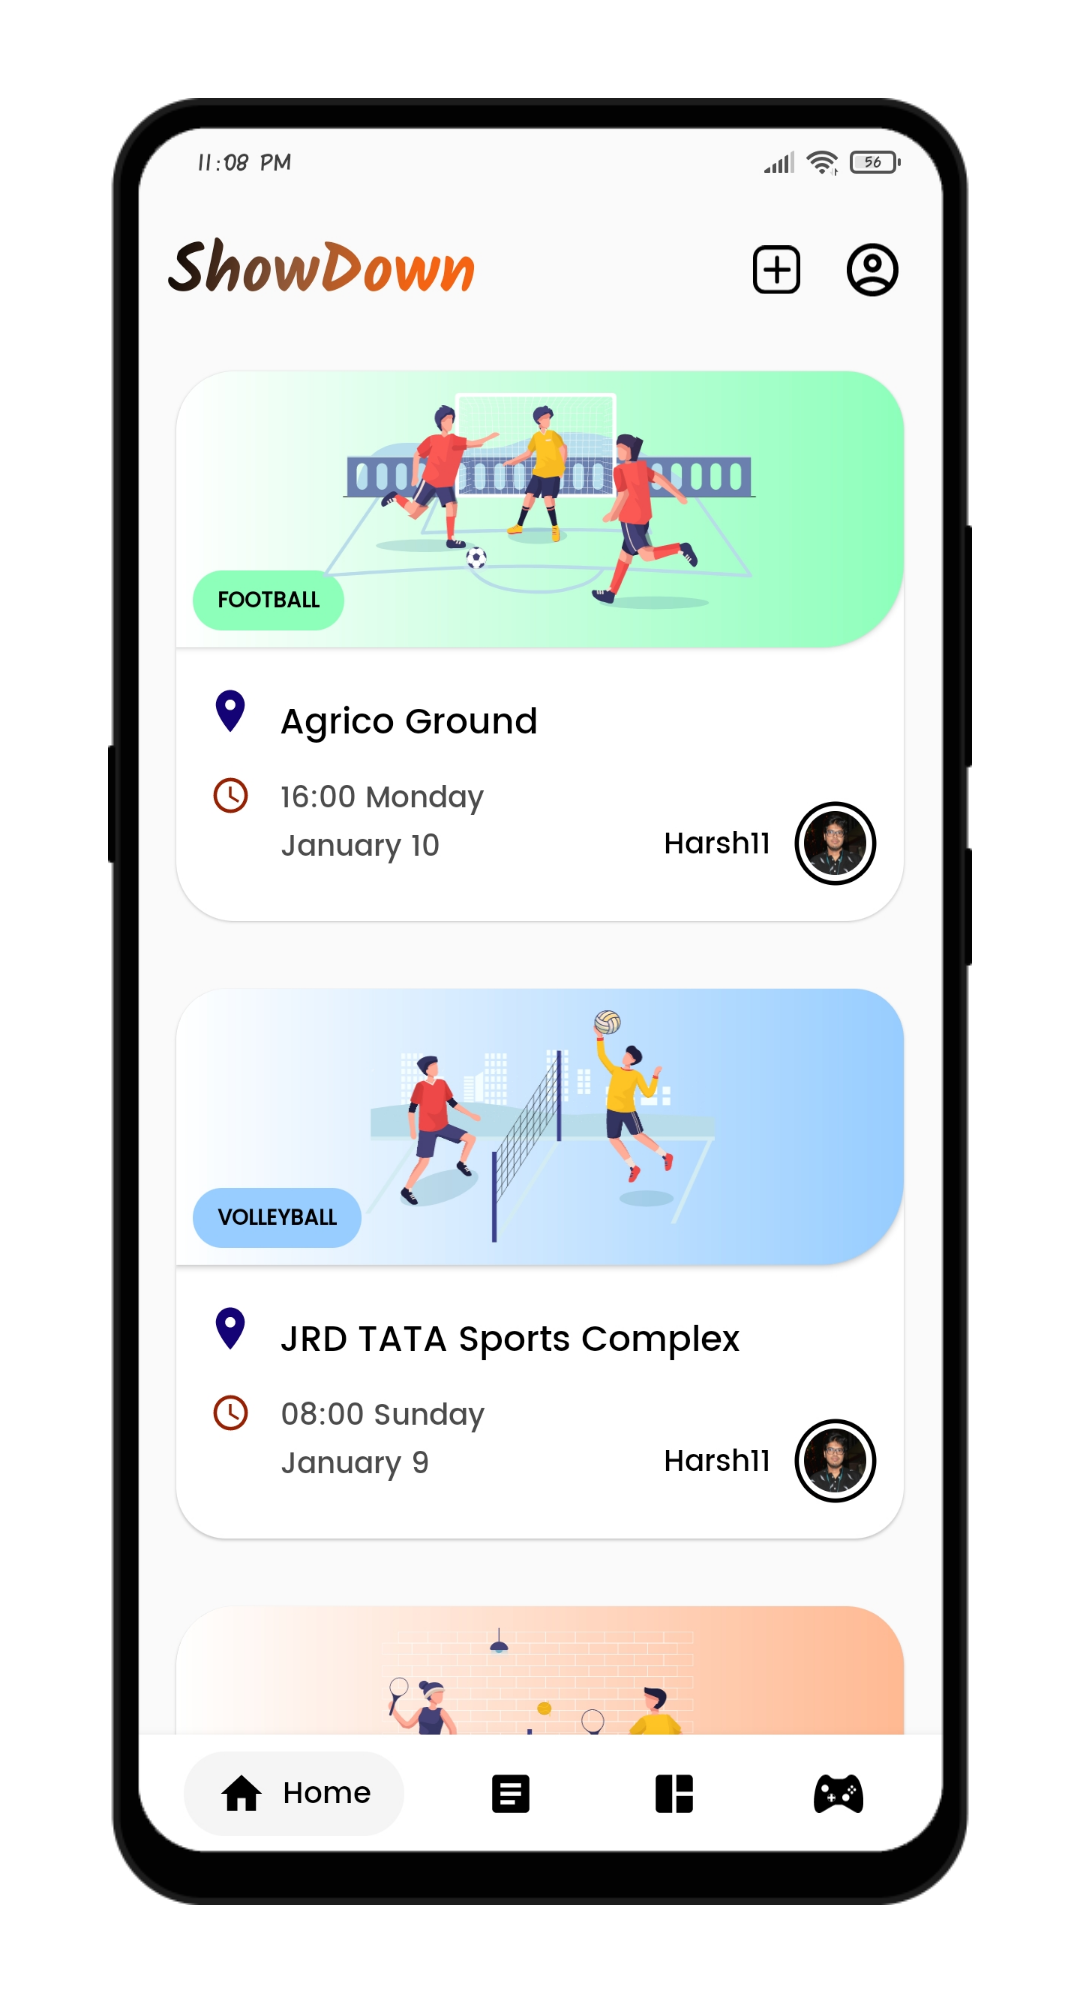 11:08 PM
56
ShowDown
FOOTBALL
Agrico Ground
16:00 Monday
January 10
Harsh11
VOLLEYBALL
JRD TATA Sports Complex
08:00 Sunday
January 9
Harsh11
Home